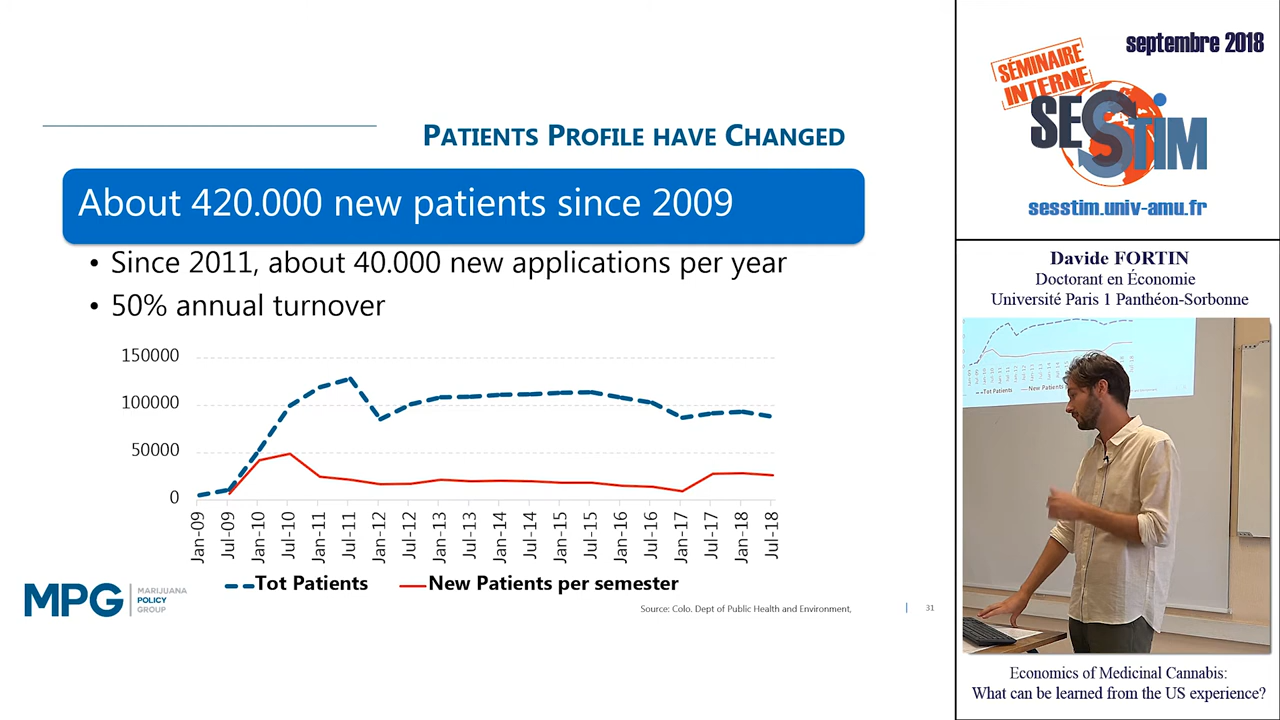 PATIENTS PROFILE HAVE CHANGED
About 420.000 new patients since 2009
• Since 2011, about 40.000 new applications per year
• 50% annual turnover
150000
100000
50000
0
Jan-09
Jul-09
Jan-10
Jul-10
Jan-11
Jul-11
Jan-12
Jul-12
Jan-13
Jul-13
Jan-14
Jul-14
Jan-15
Jul-15
Jan-16
Jul-16
Jan-17
Jul-17
Jan-18
Jul-18
Tot Patients
New Patients per semester
MPG
MARIJUANA
POLICY
GROUP
Source: Colo. Dept of Public Health and Environment,
31
septembre 2018
SÉMINAIRE
INTERNE
SESSTIM
sesstim.univ-amu.fr
Davide FORTIN
Doctorant en Économie
Université Paris 1 Panthéon-Sorbonne
Tot Patients
New Patients
Economics of Medicinal Cannabis:
What can be learned from the US experience?